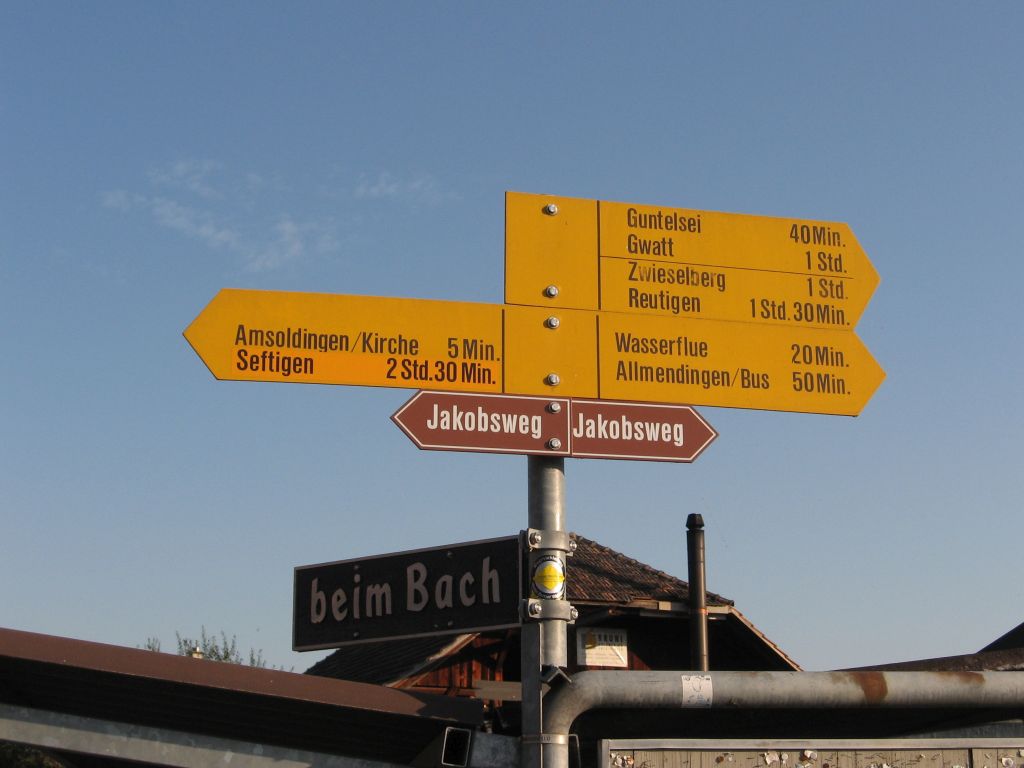 Guntelsei 40 Min.
Gwatt 1 Std.
Zwieselberg 1 Std.
Reutigen 1 Std. 30 Min.
Amsoldingen/Kirche 5 Min.
Seftigen 2 Std. 30 Min.
Wasserflue 20 Min.
Allmendingen/Bus 50 Min.
Jakobsweg Jakobsweg
beim Bach